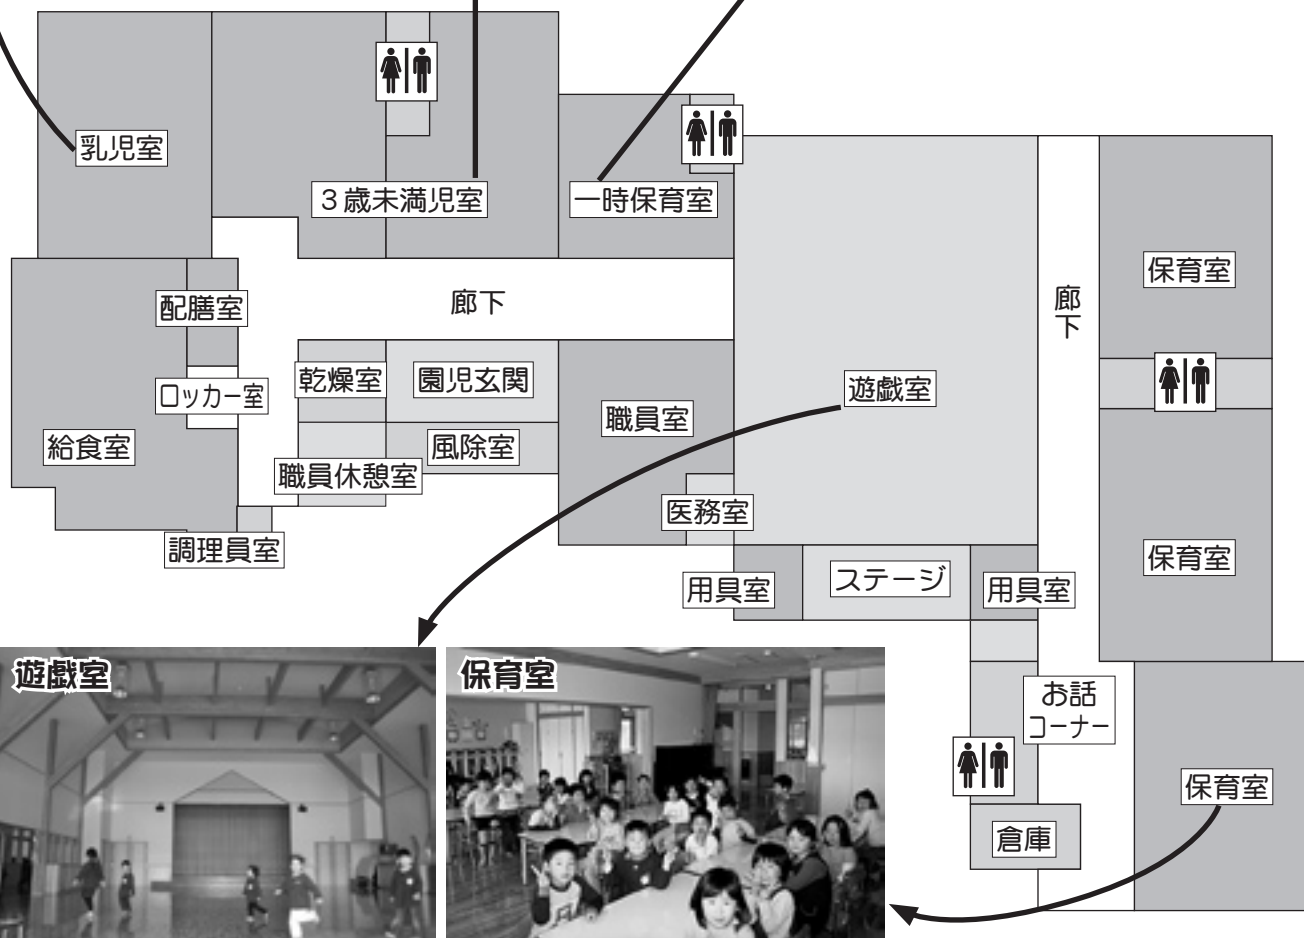 乳児室
３歳未満児室
一時保育室
保育室
配膳室
廊下
廊下
ロッカー室
乾燥室
園児玄関
遊戯室
職員室
給食室
風除室
職員休憩室
医務室
調理員室
保育室
用具室
ステージ
用具室
お話
コーナー
保育室
倉庫
遊戯室
保育室